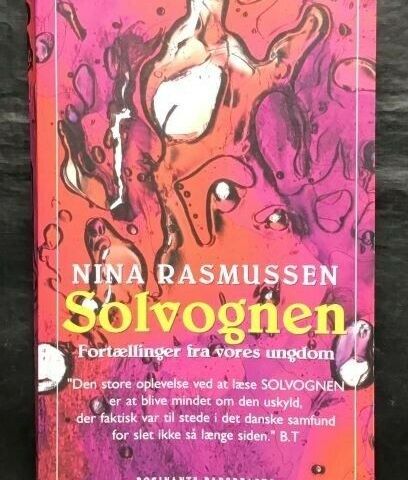 NINA RASMUSSEN
Solvognen
Fortællinger fra vores ungdom
"Den store oplevelse ved at læse SOLVOGNEN
er at blive mindet om den uskyld,
der faktisk var til stede i det danske samfund
for slet ikke så længe siden." B.T